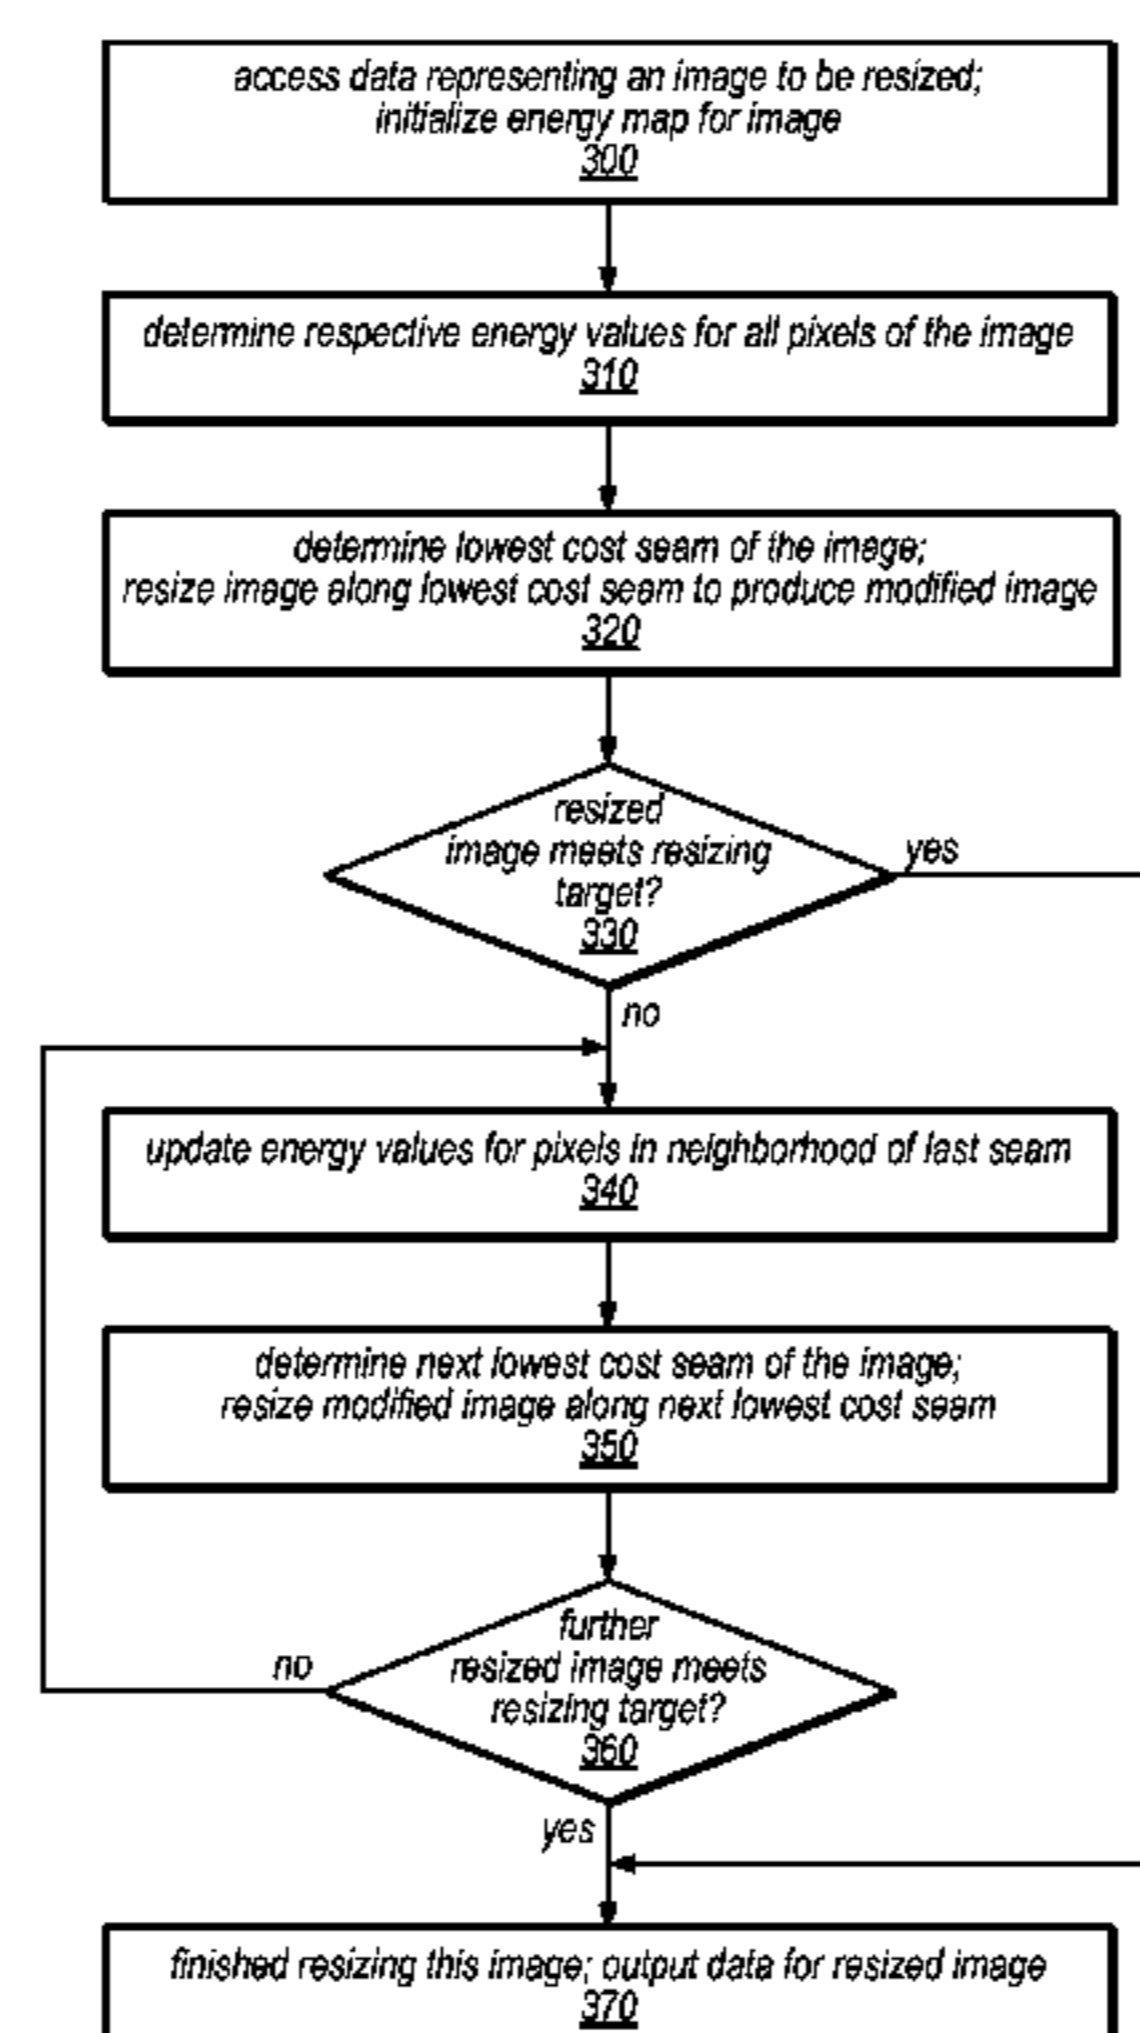 access data representing an image to be resized;
initialize energy map for image
300
determine respective energy values for all pixels of the image
310
determine lowest cost seam of the image;
resize image along lowest cost seam to produce modified image
320
resized
image meets resizing
target?
330
yes
no
update energy values for pixels in neighborhood of last seam
340
determine next lowest cost seam of the image;
resize modified image along next lowest cost seam
350
further
resized image meets
resizing target?
360
no
yes
finished resizing this image; output data for resized image
370